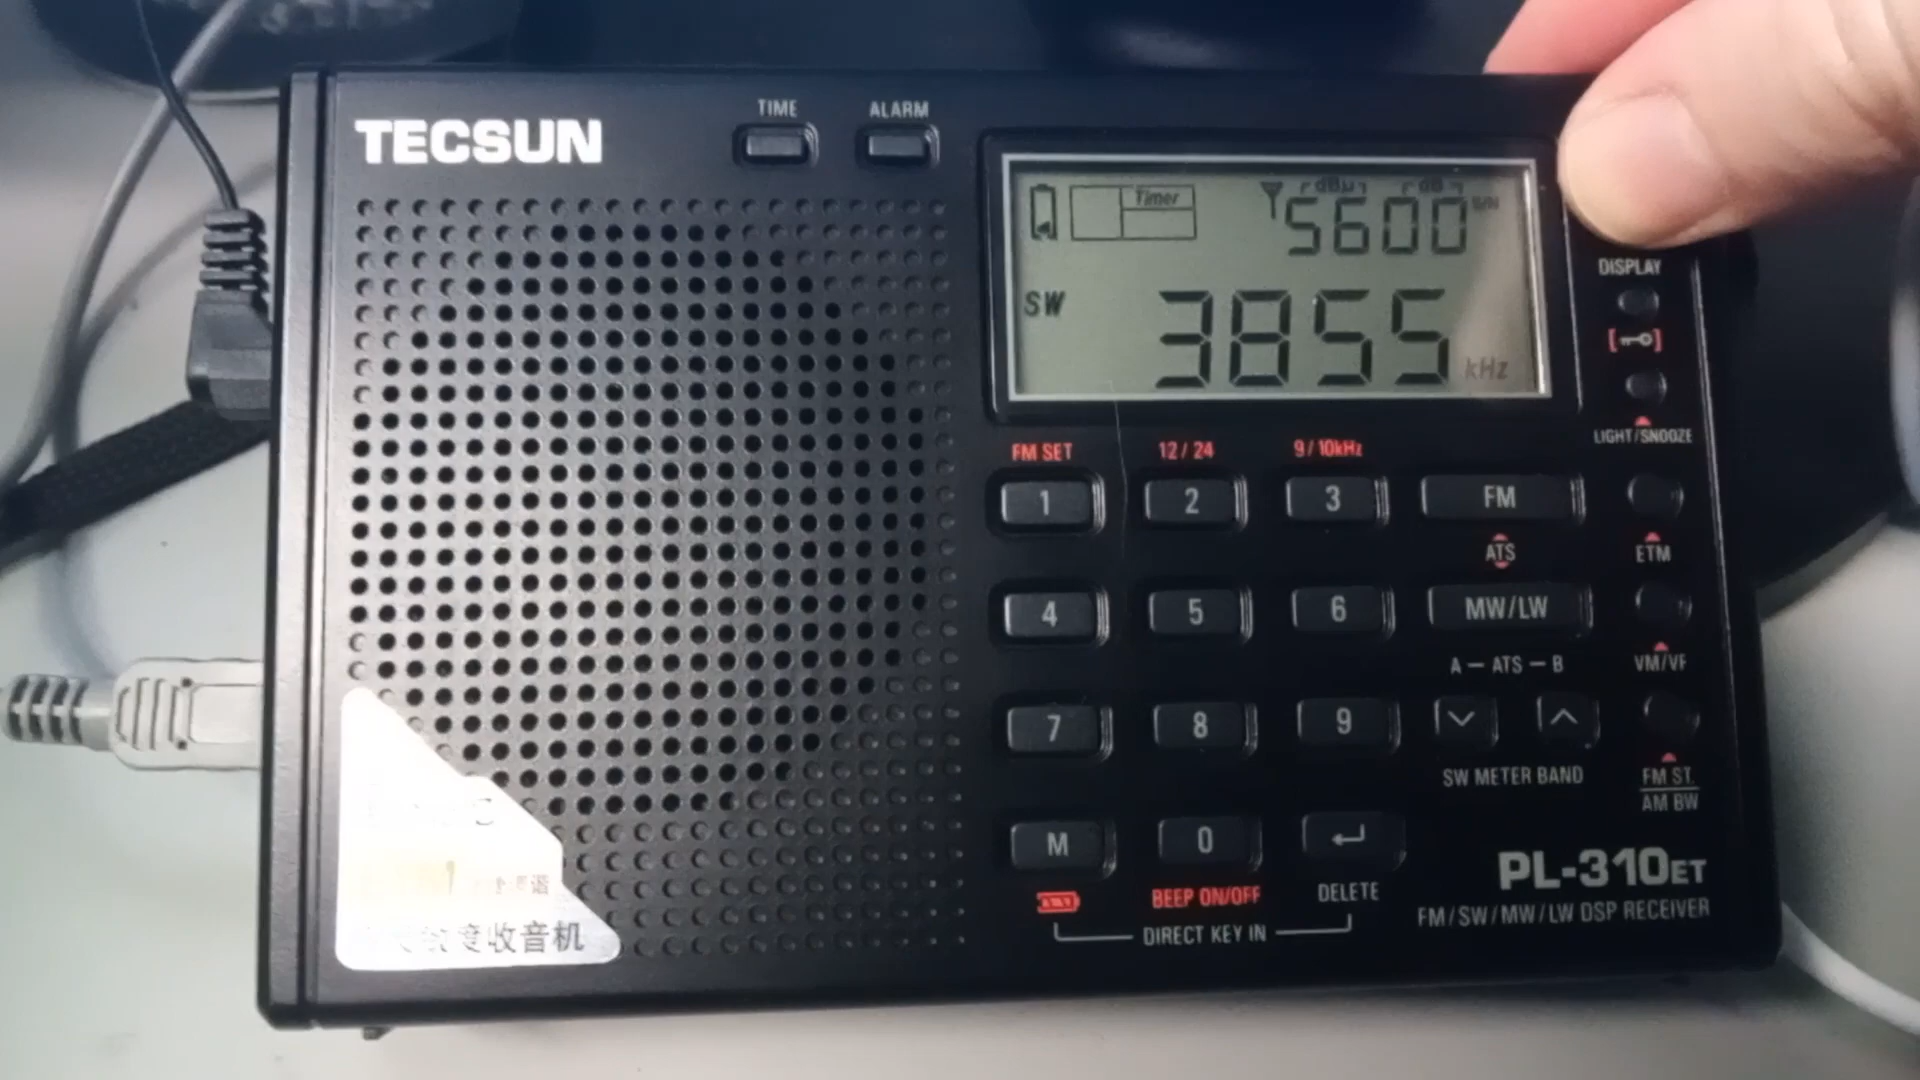 TIME ALARM
TECSUN
Timer dBμ dB
5600
SW 3855 kHz
DISPLAY
LIGHT/SNOOZE
FM SET 12/24 9/10kHz
1 2 3 FM
ATS ETM
4 5 6 MW/LW
A — ATS — B VM/VF
7 8 9
SW METER BAND FM ST.
AM BW
M 0
BEEP ON/OFF DELETE
DIRECT KEY IN
PL-310ET
FM/SW/MW/LW DSP RECEIVER
收音机